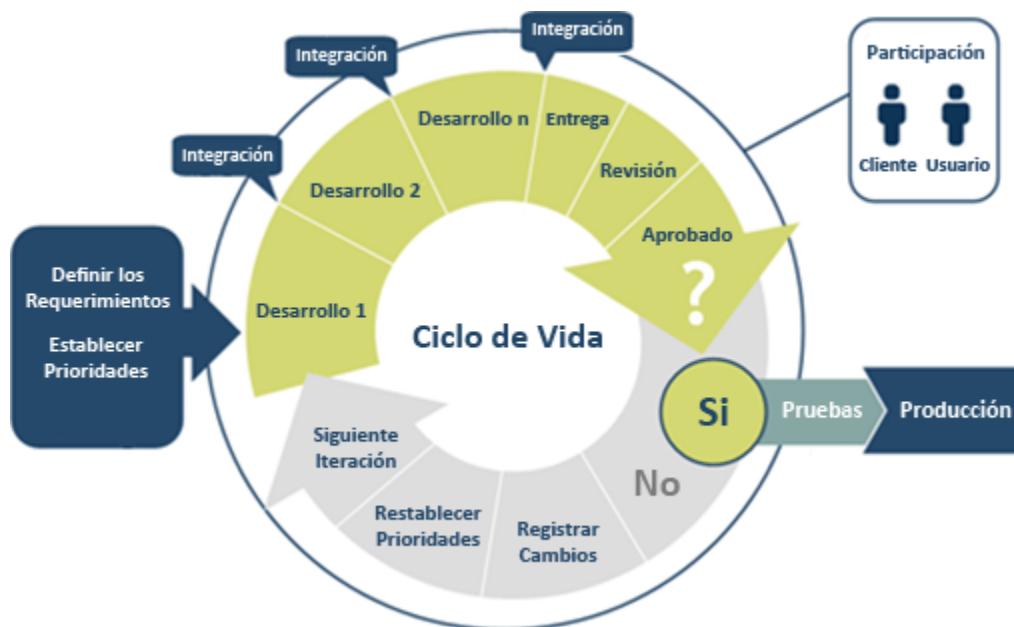 Integración
Integración
Integración
Participación
Cliente Usuario
Desarrollo n
Entrega
Revisión
Desarrollo 2
Aprobado
?
Definir los
Requerimientos
Establecer
Prioridades
Desarrollo 1
Ciclo de Vida
Si
Pruebas
Producción
No
Siguiente
Iteración
Restablecer
Prioridades
Registrar
Cambios